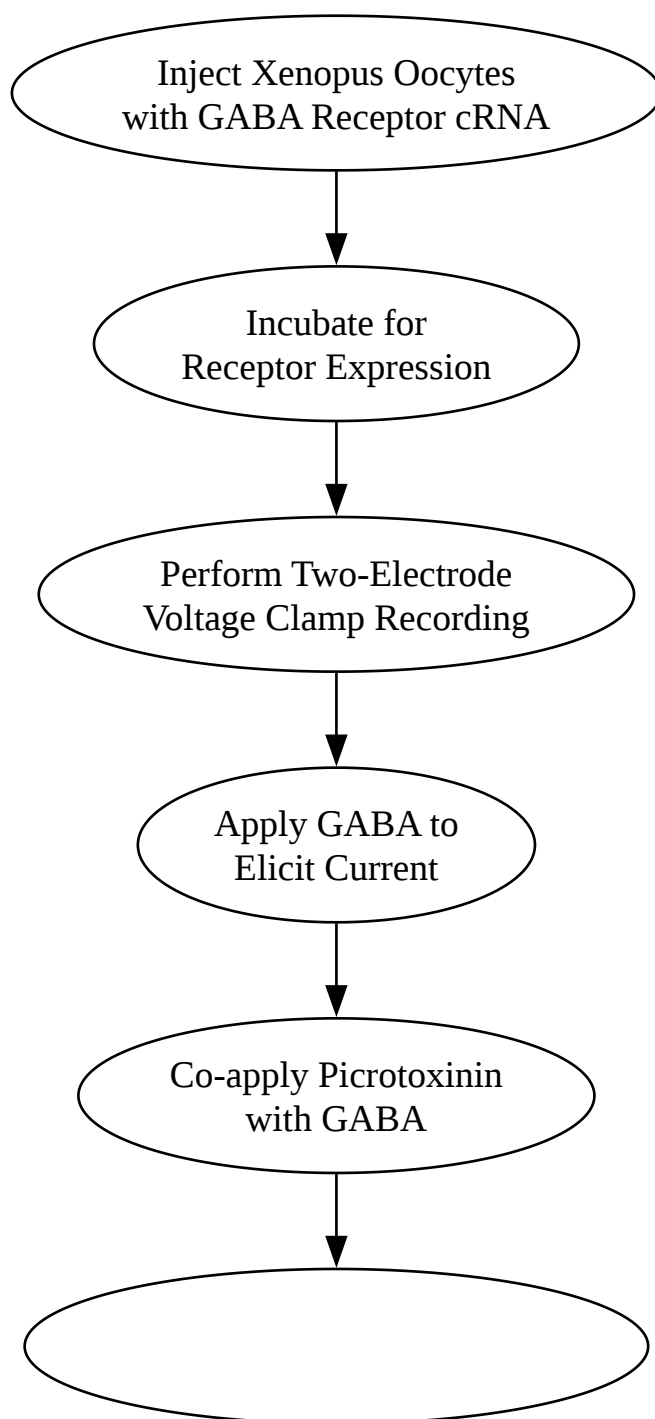 Inject Xenopus Oocytes
with GABA Receptor cRNA
Incubate for
Receptor Expression
Perform Two-Electrode
Voltage Clamp Recording
Apply GABA to
Elicit Current
Co-apply Picrotoxinin
with GABA